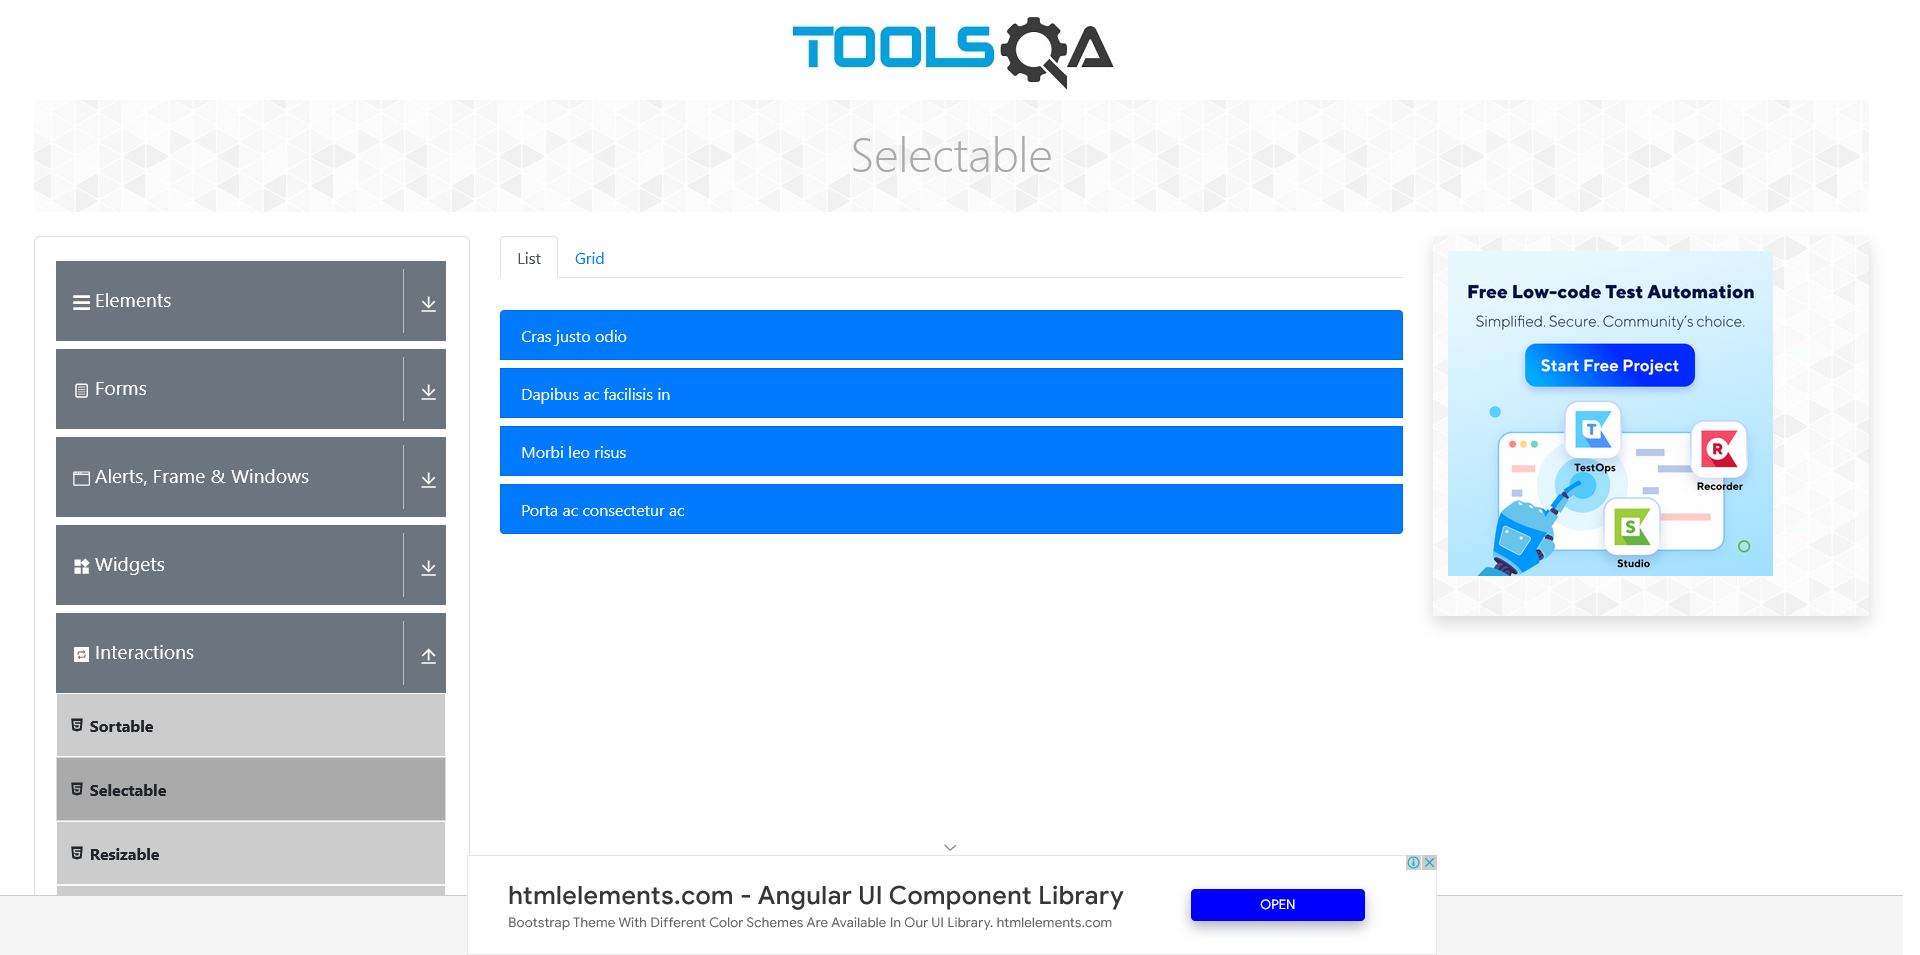 TOOLSQA
Selectable
Elements
Forms
Alerts, Frame & Windows
Widgets
Interactions
Sortable
Selectable
Resizable
List
Grid
Cras justo odio
Dapibus ac facilisis in
Morbi leo risus
Porta ac consectetur ac
Free Low-code Test Automation
Simplified. Secure. Community's choice.
Start Free Project
T
TestOps
R
Recorder
S
Studio
htmlelements.com - Angular UI Component Library
Bootstrap Theme With Different Color Schemes Are Available In Our UI Library. htmlelements.com
OPEN